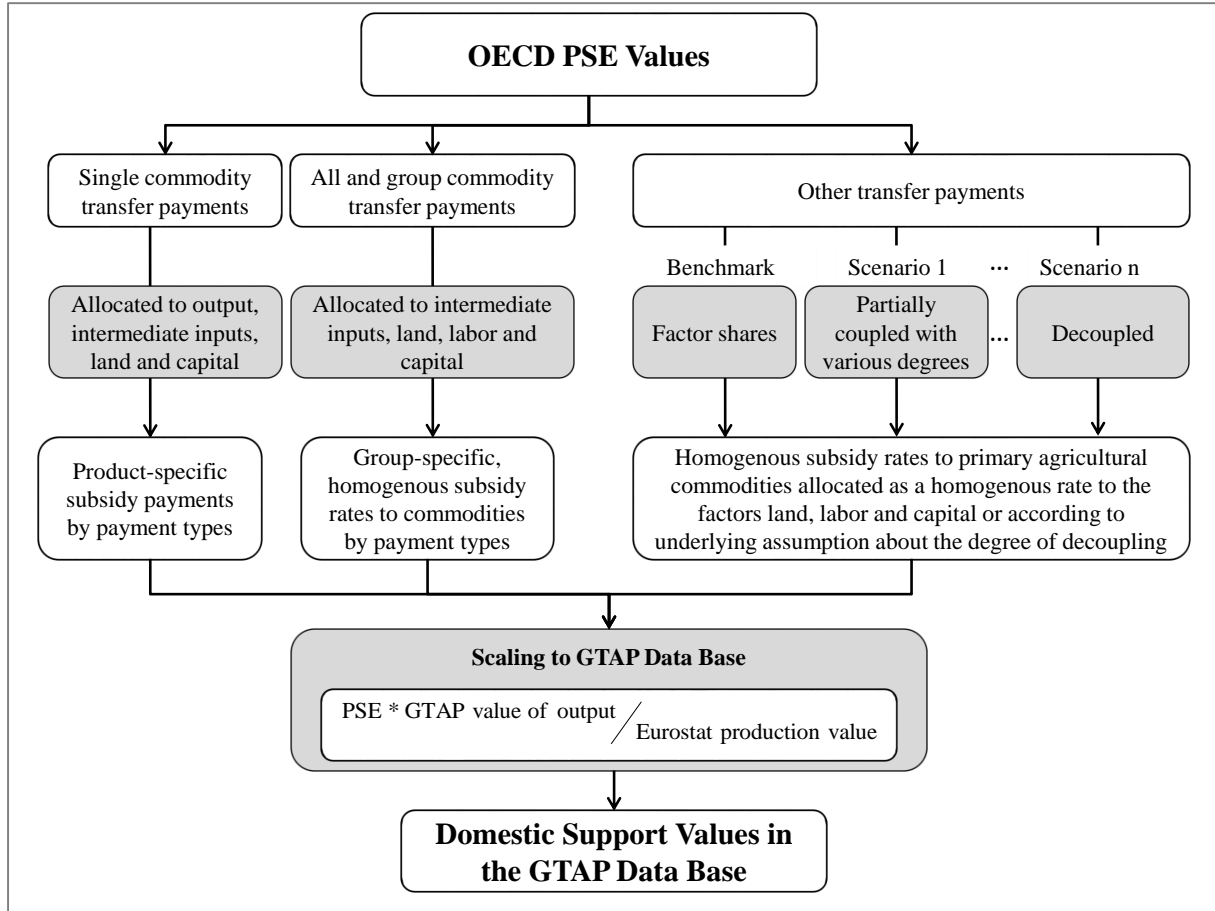 OECD PSE Values
Single commodity
transfer payments
All and group commodity
transfer payments
Other transfer payments
Benchmark
Scenario 1
...
Scenario n
Allocated to output,
intermediate inputs,
land and capital
Allocated to intermediate
inputs, land, labor and
capital
Factor shares
Partially
coupled with
various degrees
...
Decoupled
Product-specific
subsidy payments
by payment types
Group-specific,
homogenous subsidy
rates to commodities
by payment types
Homogenous subsidy rates to primary agricultural
commodities allocated as a homogenous rate to the
factors land, labor and capital or according to
underlying assumption about the degree of decoupling
Scaling to GTAP Data Base
PSE * GTAP value of output /
Eurostat production value
Domestic Support Values in
the GTAP Data Base